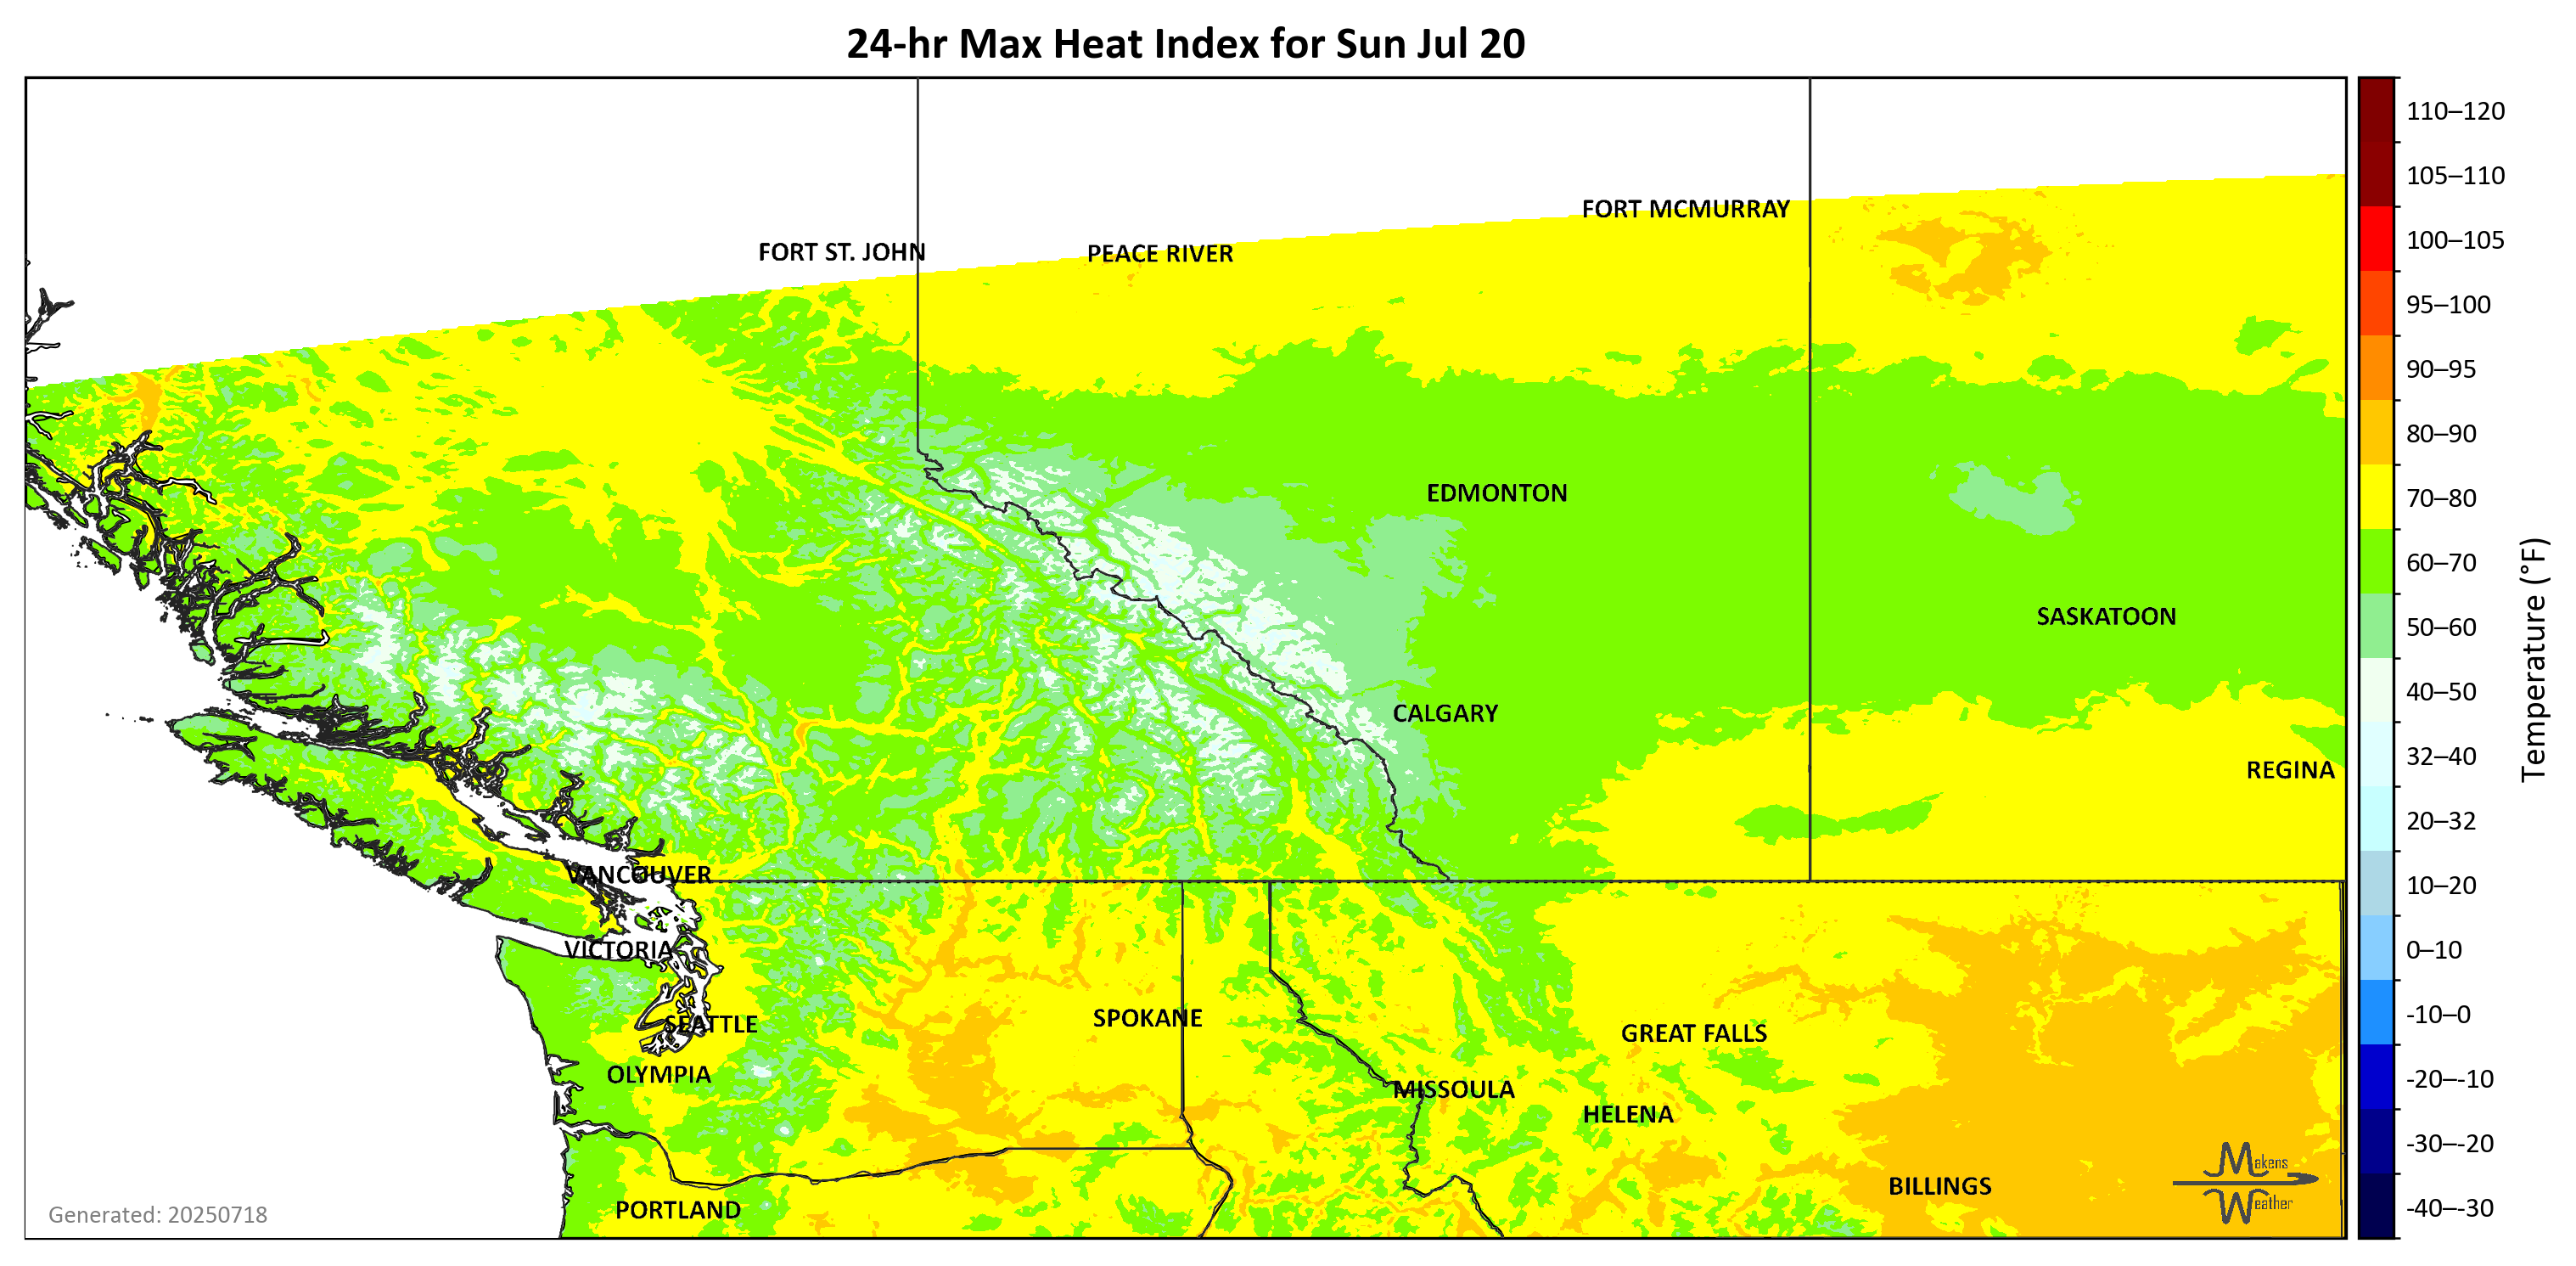 24-hr Max Heat Index for Sun Jul 20
FORT MCMURRAY
FORT ST. JOHN
PEACE RIVER
EDMONTON
SASKATOON
CALGARY
REGINA
VANCOUVER
VICTORIA
SPOKANE
SEATTLE
GREAT FALLS
OLYMPIA
MISSOULA
HELENA
BILLINGS
PORTLAND
Makens
Weather
Generated: 20250718
110–120
105–110
100–105
95–100
90–95
80–90
70–80
60–70
50–60
40–50
32–40
20–32
10–20
0–10
-10–0
-20–-10
-30–-20
-40–-30
Temperature (°F)